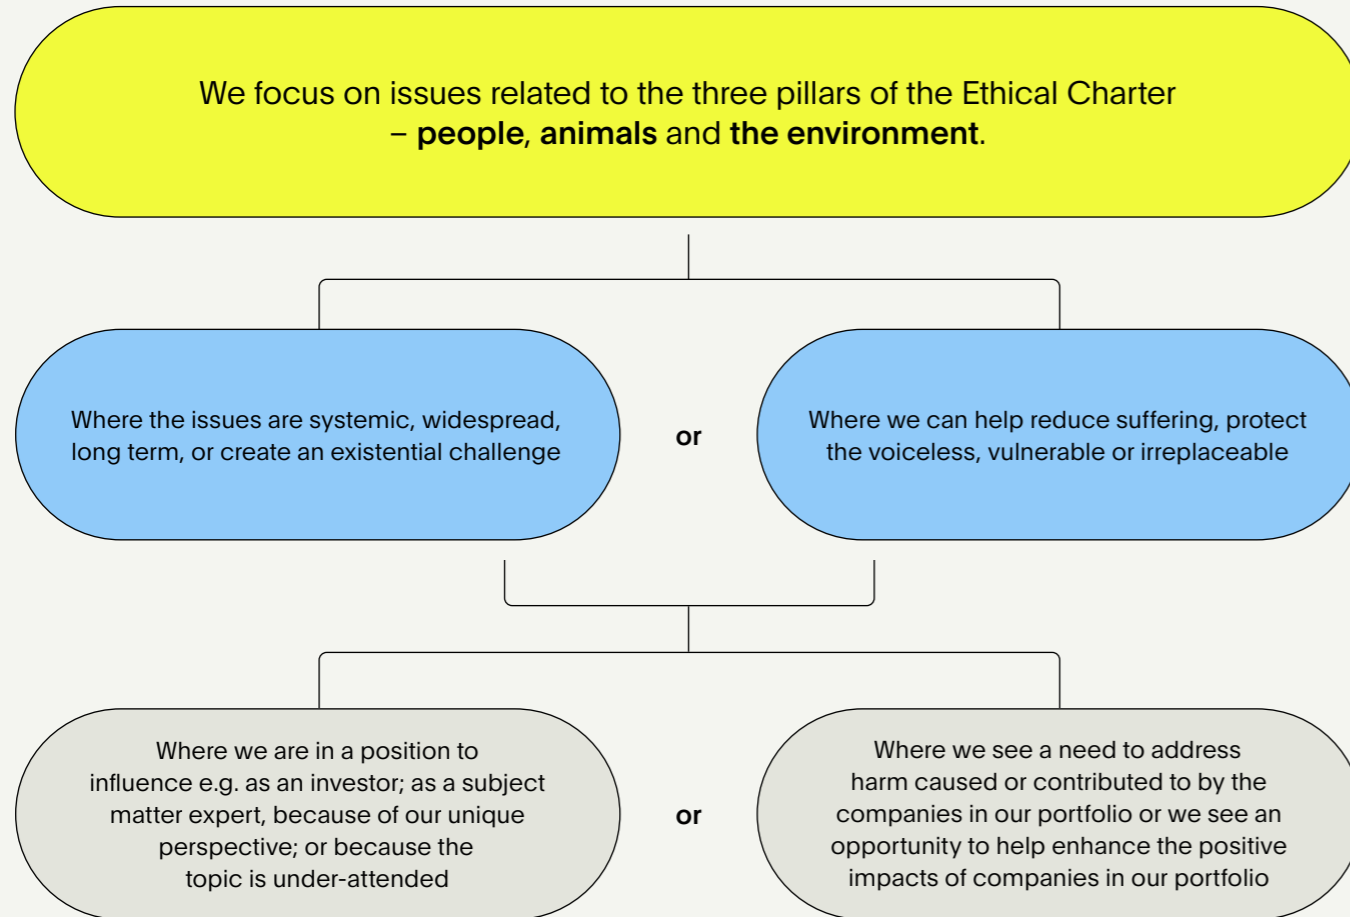 We focus on issues related to the three pillars of the Ethical Charter
– people, animals and the environment.
Where the issues are systemic, widespread,
long term, or create an existential challenge
or
Where we can help reduce suffering, protect
the voiceless, vulnerable or irreplaceable
Where we are in a position to
influence e.g. as an investor; as a subject
matter expert, because of our unique
perspective; or because the
topic is under-attended
or
Where we see a need to address
harm caused or contributed to by the
companies in our portfolio or we see an
opportunity to help enhance the positive
impacts of companies in our portfolio